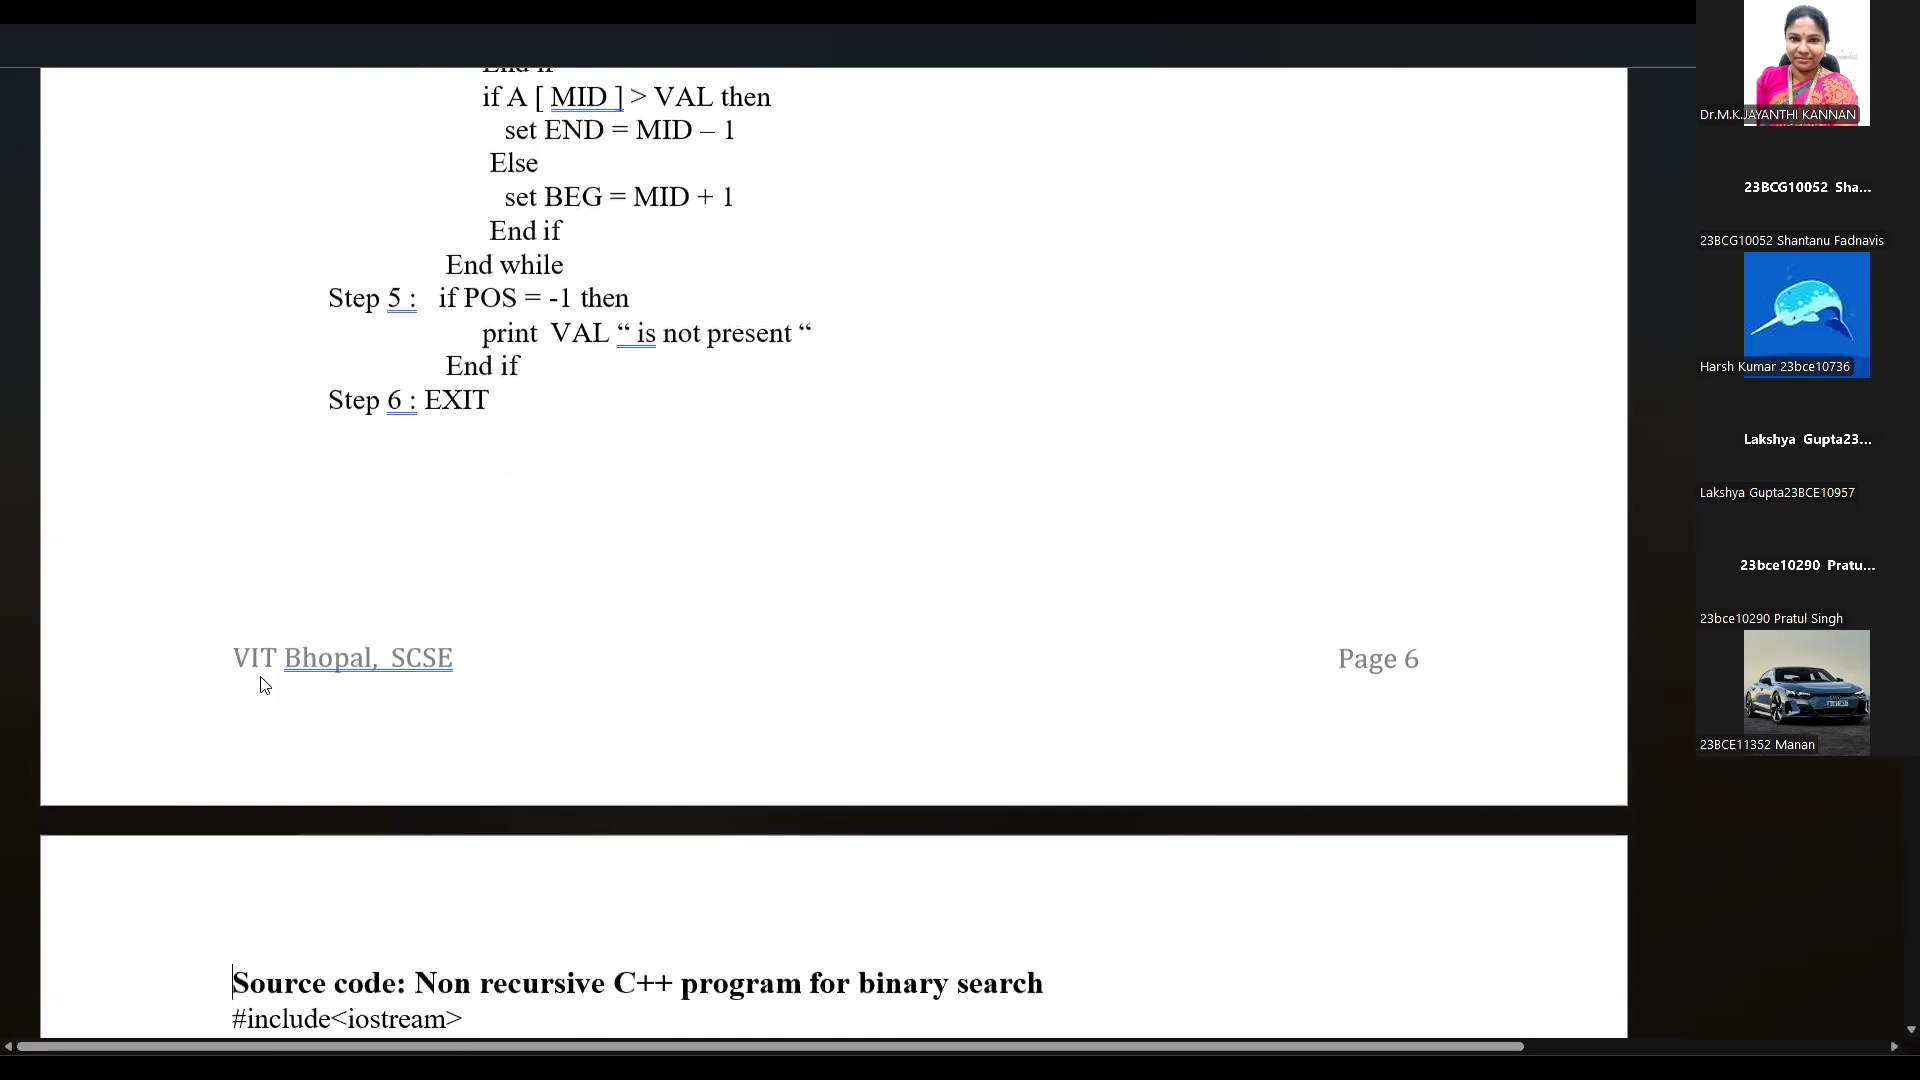 End if
if A [ MID ] > VAL then
set END = MID – 1
Else
set BEG = MID + 1
End if
End while
Step 5 : if POS = -1 then
print VAL “ is not present “
End if
Step 6 : EXIT
VIT Bhopal, SCSE
Page 6
Source code: Non recursive C++ program for binary search
#include<iostream>
Dr.M.K.JAYANTHI KANNAN
23BCG10052 Sha...
23BCG10052 Shantanu Fadnavis
Harsh Kumar 23bce10736
Lakshya Gupta23...
Lakshya Gupta23BCE10957
23bce10290 Pratu...
23bce10290 Pratul Singh
23BCE11352 Manan